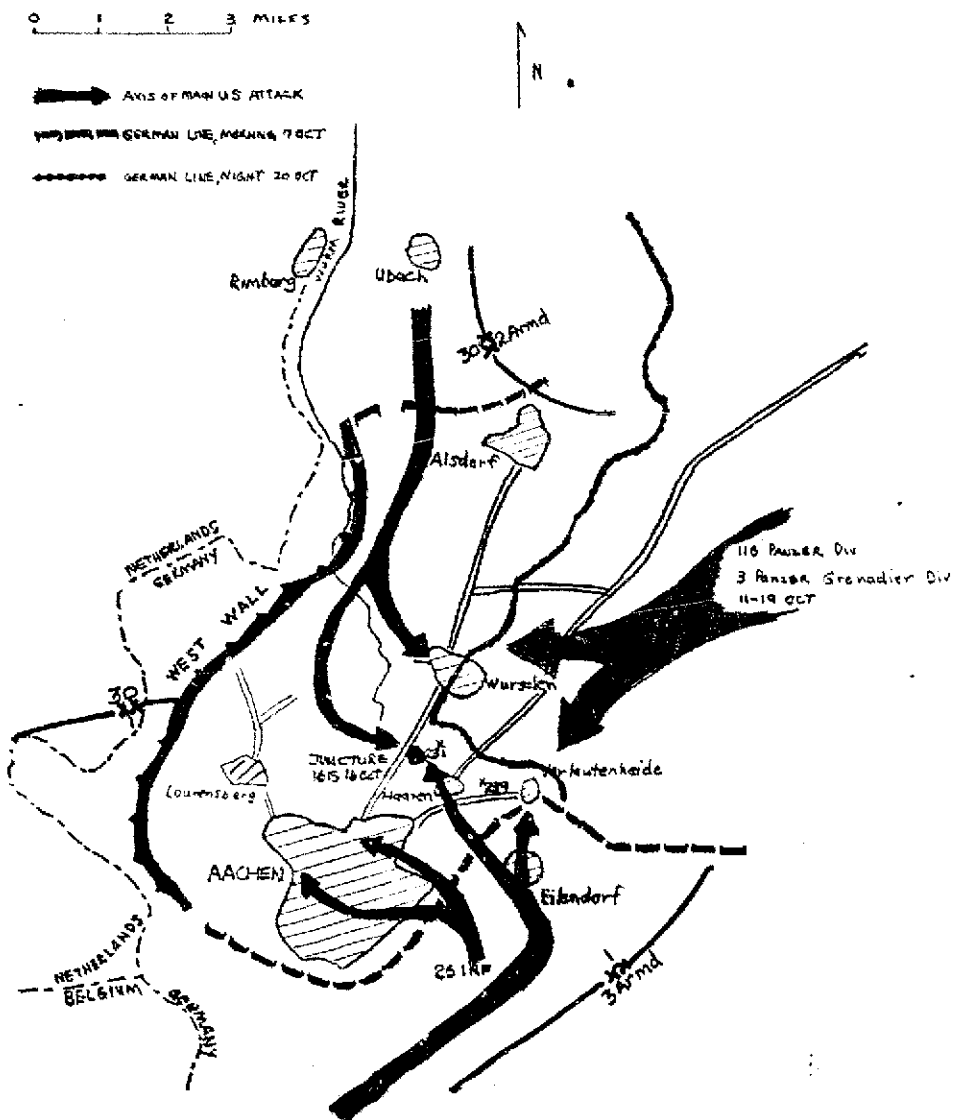 0 1 2 3 MILES
N
AXIS OF MAIN US ATTACK
GERMAN LINE, MORNING 7 OCT
GERMAN LINE, NIGHT 20 OCT
WURM RIVER
Rimburg
Ubach
30 2 Armd
Alsdorf
NETHERLANDS
GERMANY
116 PANZER DIV
3 PANZER Grenadier Div
11-19 OCT
WEST WALL
Wurselen
30
JUNCTURE
1615 16 OCT
Verlautenheide
Haaren
Laurensberg
AACHEN
Eilendorf
NETHERLANDS
BELGIUM
GERMANY
3 Armd